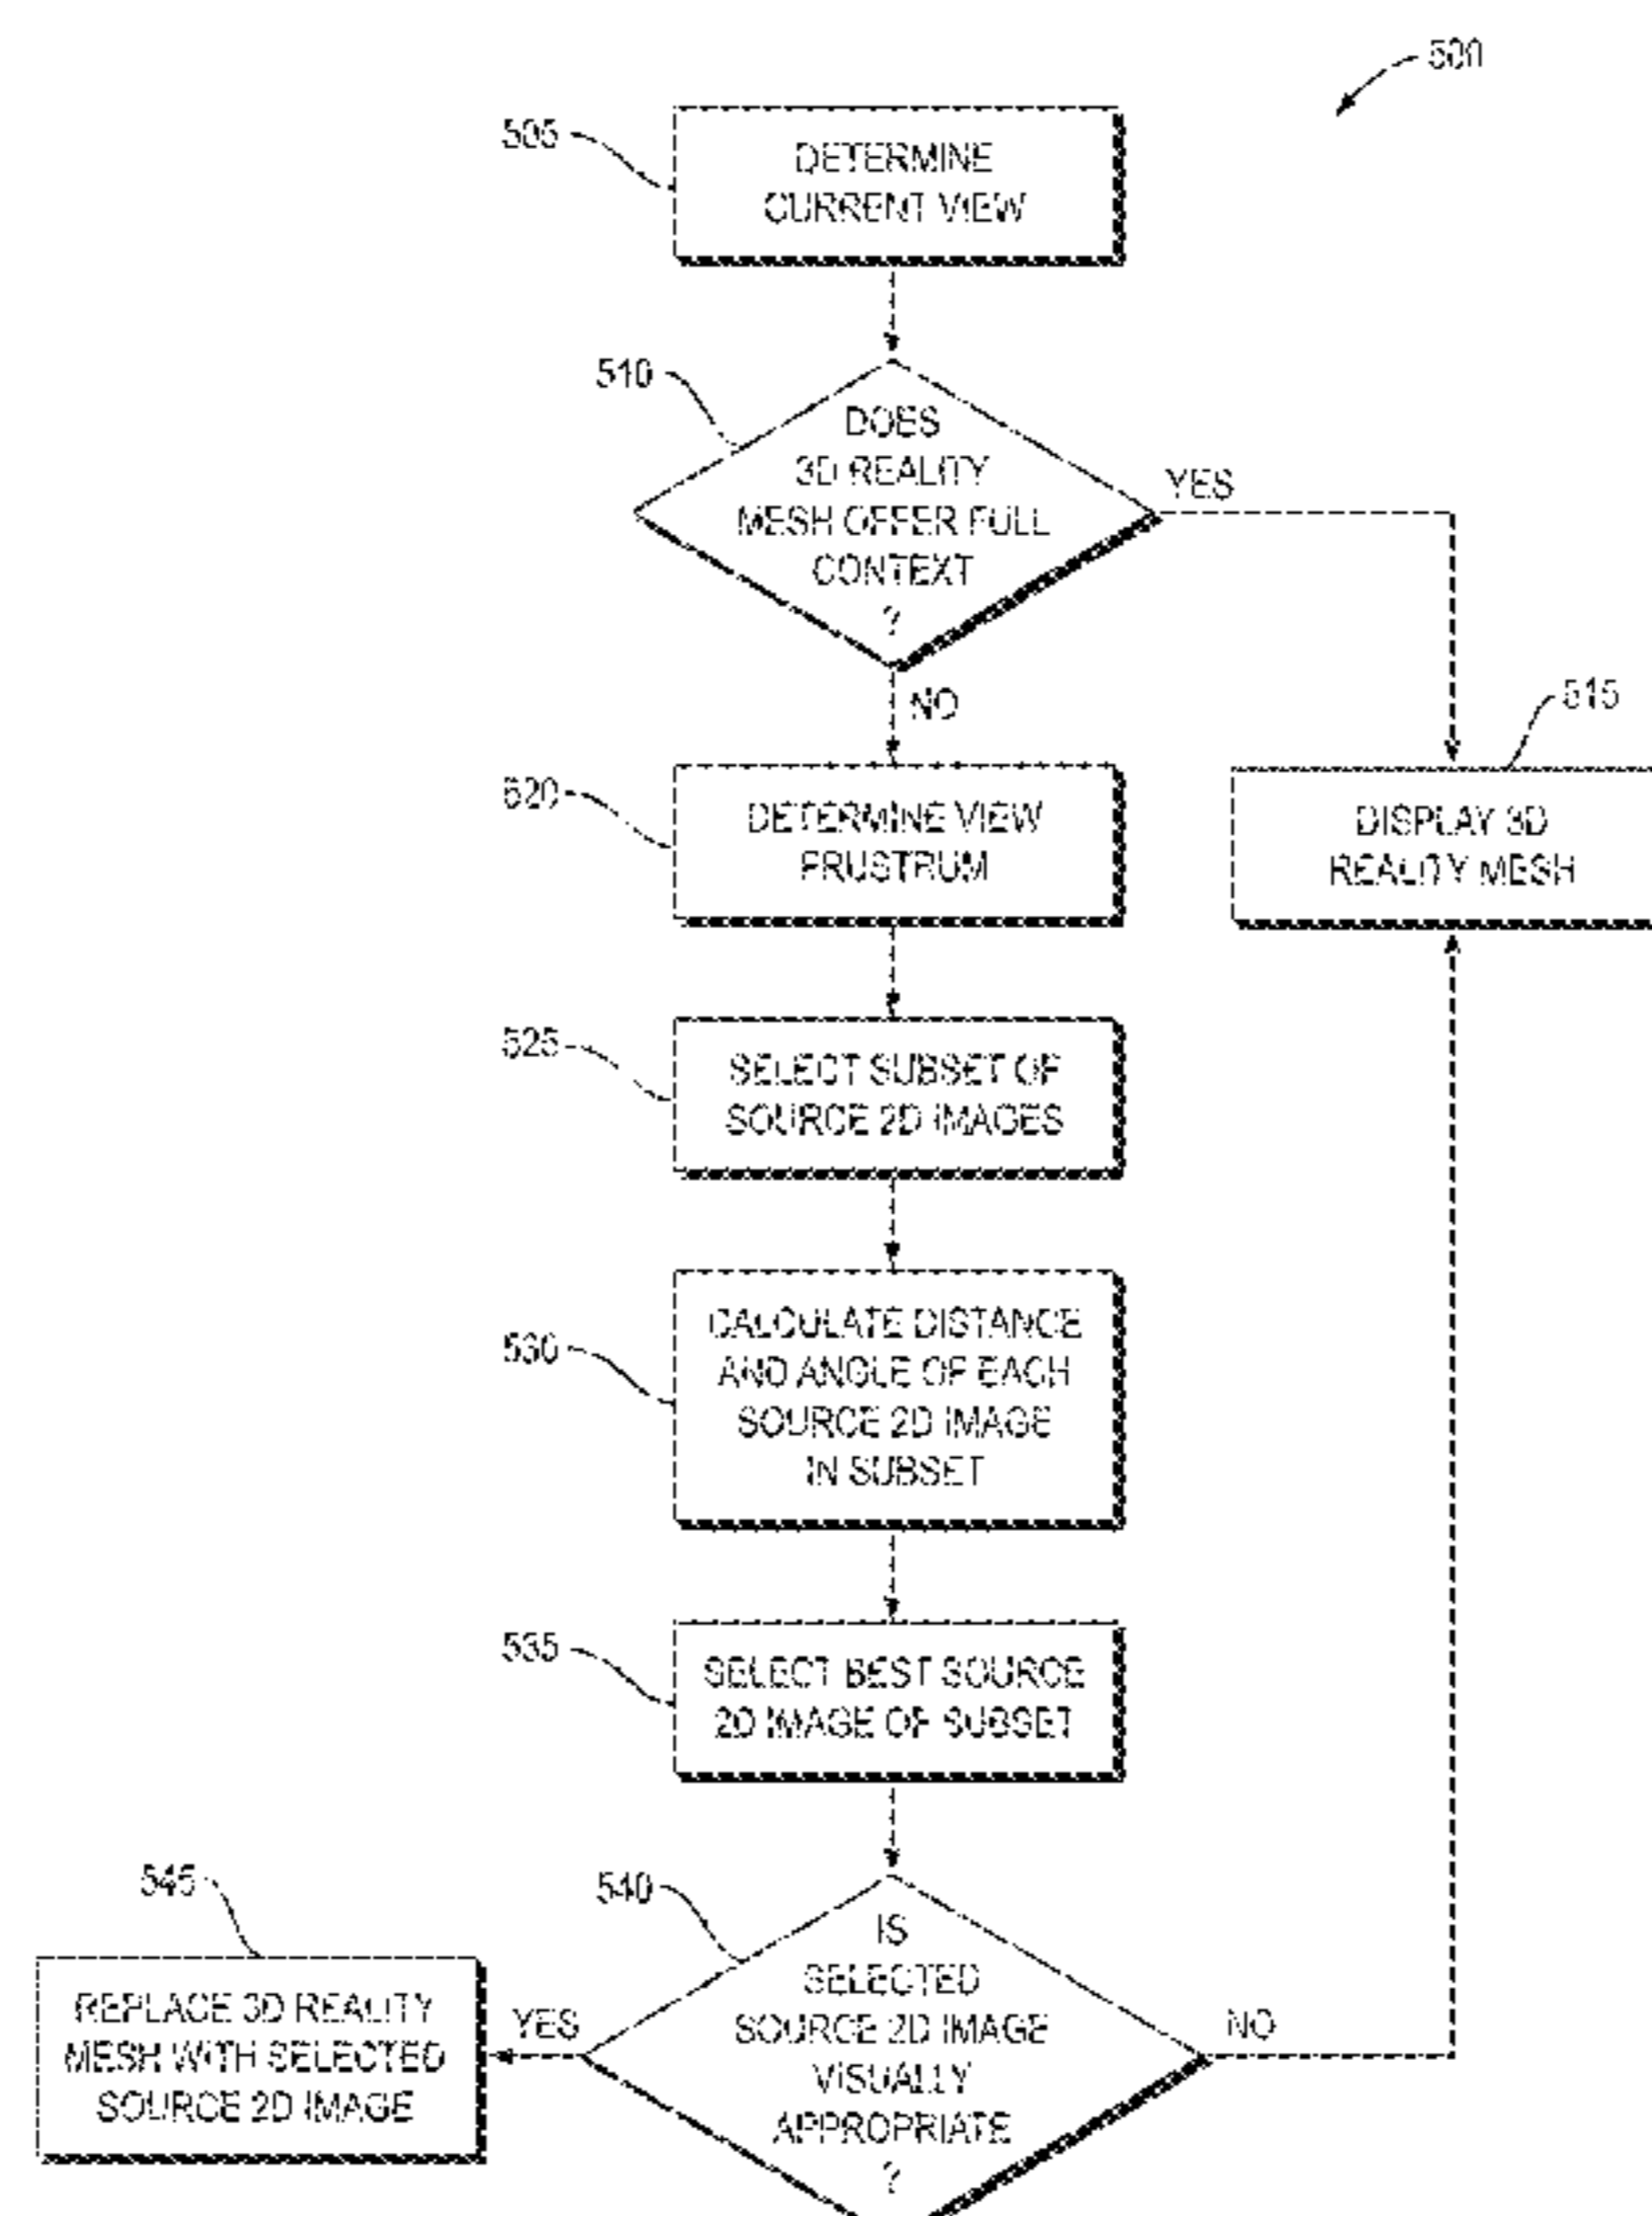 500
505
DETERMINE
CURRENT VIEW
510
DOES
3D REALITY
MESH OFFER FULL
CONTEXT
?
YES
NO
515
DISPLAY 3D
REALITY MESH
520
DETERMINE VIEW
FRUSTRUM
525
SELECT SUBSET OF
SOURCE 2D IMAGES
530
CALCULATE DISTANCE
AND ANGLE OF EACH
SOURCE 2D IMAGE
IN SUBSET
535
SELECT BEST SOURCE
2D IMAGE OF SUBSET
540
IS
SELECTED
SOURCE 2D IMAGE
VISUALLY
APPROPRIATE
?
YES
NO
545
REPLACE 3D REALITY
MESH WITH SELECTED
SOURCE 2D IMAGE